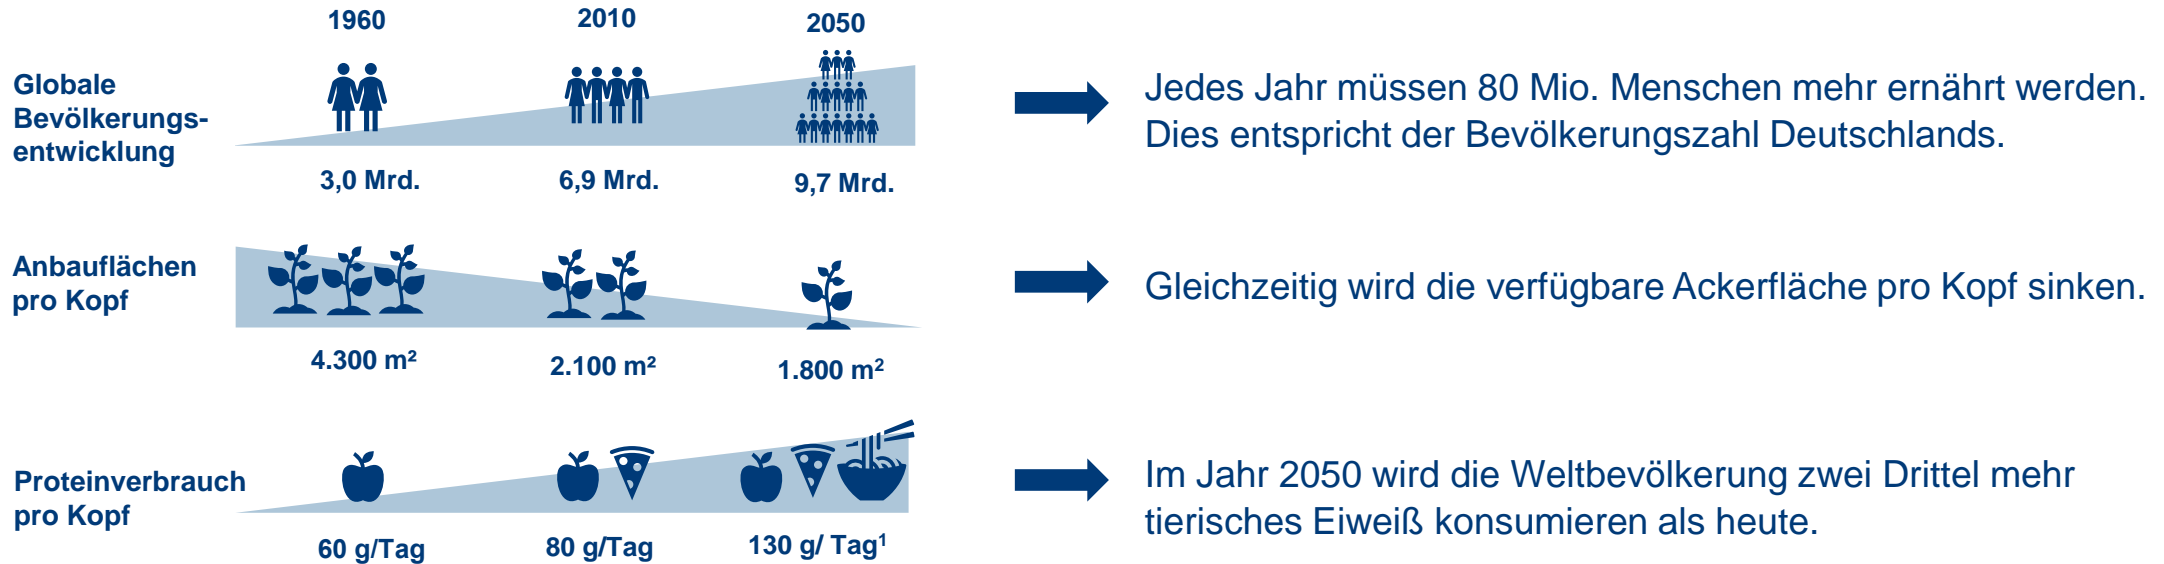 1960
2010
2050
Globale
Bevölkerungs-
entwicklung
3,0 Mrd.
6,9 Mrd.
9,7 Mrd.
Jedes Jahr müssen 80 Mio. Menschen mehr ernährt werden.
Dies entspricht der Bevölkerungszahl Deutschlands.
Anbauflächen
pro Kopf
4.300 m²
2.100 m²
1.800 m²
Gleichzeitig wird die verfügbare Ackerfläche pro Kopf sinken.
Proteinverbrauch
pro Kopf
60 g/Tag
80 g/Tag
130 g/ Tag¹
Im Jahr 2050 wird die Weltbevölkerung zwei Drittel mehr
tierisches Eiweiß konsumieren als heute.